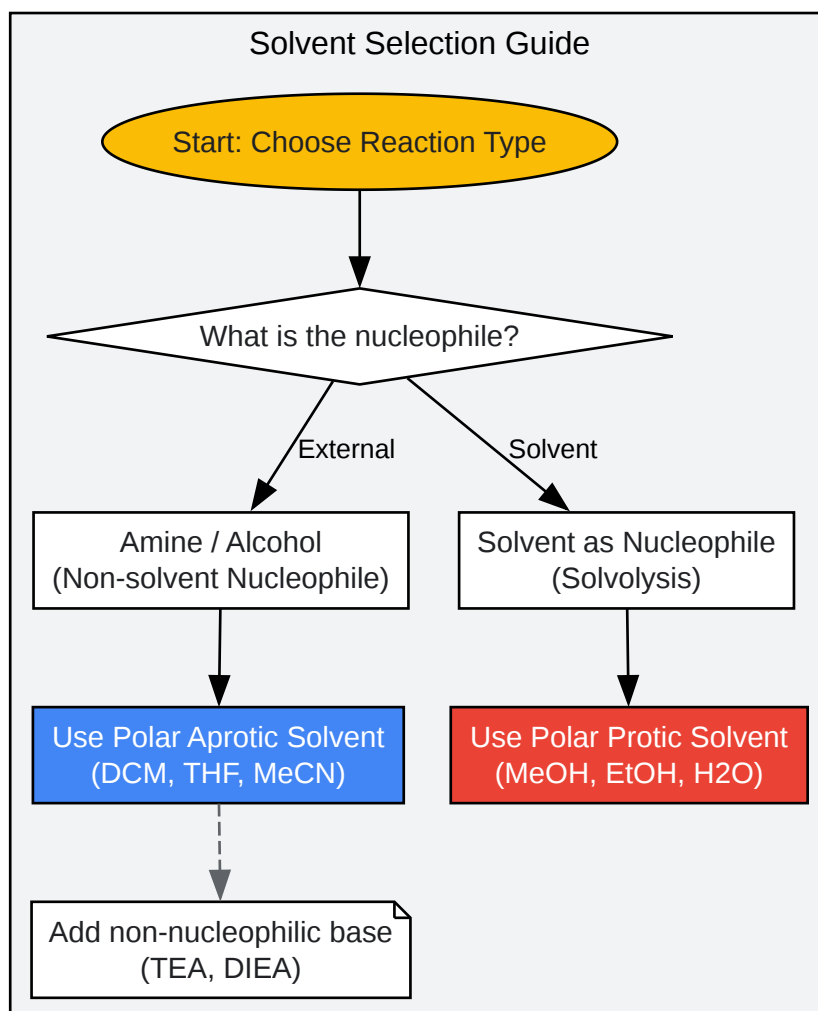 Solvent Selection Guide
Start: Choose Reaction Type
What is the nucleophile?
External
Solvent
Amine / Alcohol
(Non-solvent Nucleophile)
Solvent as Nucleophile
(Solvolysis)
Use Polar Aprotic Solvent
(DCM, THF, MeCN)
Use Polar Protic Solvent
(MeOH, EtOH, H2O)
Add non-nucleophilic base
(TEA, DIEA)